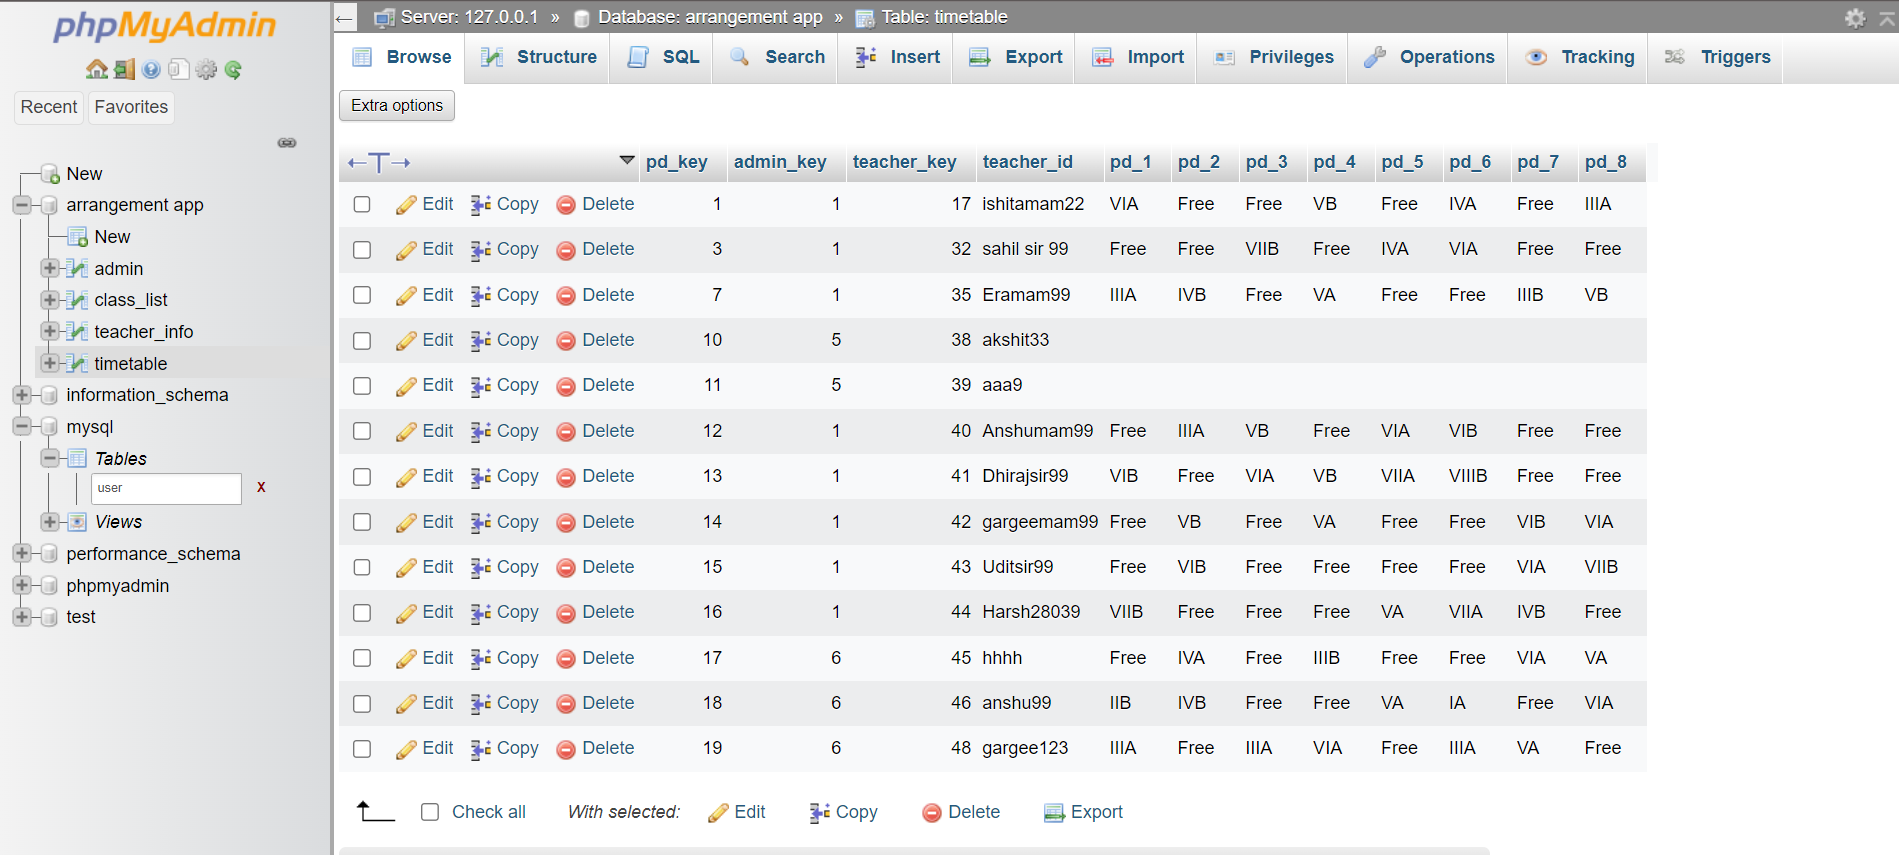 phpMyAdmin
Recent Favorites
New
arrangement app
New
admin
class_list
teacher_info
timetable
information_schema
mysql
Tables
user X
Views
performance_schema
phpmyadmin
test
← Server: 127.0.0.1 » Database: arrangement app » Table: timetable
Browse Structure SQL Search Insert Export Import Privileges Operations Tracking Triggers
Extra options
←T→ pd_key admin_key teacher_key teacher_id pd_1 pd_2 pd_3 pd_4 pd_5 pd_6 pd_7 pd_8
Edit Copy Delete 1 1 17 ishitamam22 VIA Free Free VB Free IVA Free IIIA
Edit Copy Delete 3 1 32 sahil sir 99 Free Free VIIB Free IVA VIA Free Free
Edit Copy Delete 7 1 35 Eramam99 IIIA IVB Free VA Free Free IIIB VB
Edit Copy Delete 10 5 38 akshit33
Edit Copy Delete 11 5 39 aaa9
Edit Copy Delete 12 1 40 Anshumam99 Free IIIA VB Free VIA VIB Free Free
Edit Copy Delete 13 1 41 Dhirajsir99 VIB Free VIA VB VIIA VIIIB Free Free
Edit Copy Delete 14 1 42 gargeemam99 Free VB Free VA Free Free VIB VIA
Edit Copy Delete 15 1 43 Uditsir99 Free VIB Free Free Free Free VIA VIIB
Edit Copy Delete 16 1 44 Harsh28039 VIIB Free Free Free VA VIIA IVB Free
Edit Copy Delete 17 6 45 hhhh Free IVA Free IIIB Free Free VIA VA
Edit Copy Delete 18 6 46 anshu99 IIB IVB Free Free VA IA Free VIA
Edit Copy Delete 19 6 48 gargee123 IIIA Free IIIA VIA Free IIIA VA Free
Check all With selected: Edit Copy Delete Export